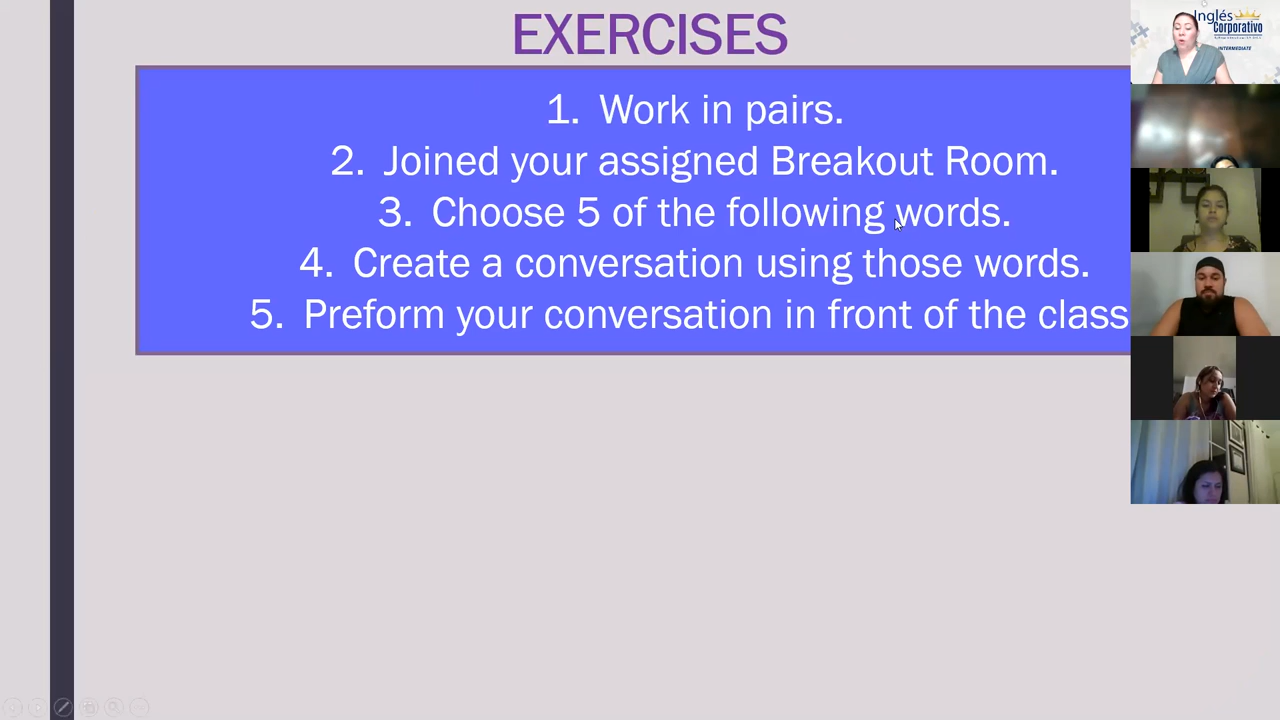 EXERCISES
1. Work in pairs.
2. Joined your assigned Breakout Room.
3. Choose 5 of the following words.
4. Create a conversation using those words.
5. Preform your conversation in front of the class
Inglés
Corporativo
INTERMEDIATE